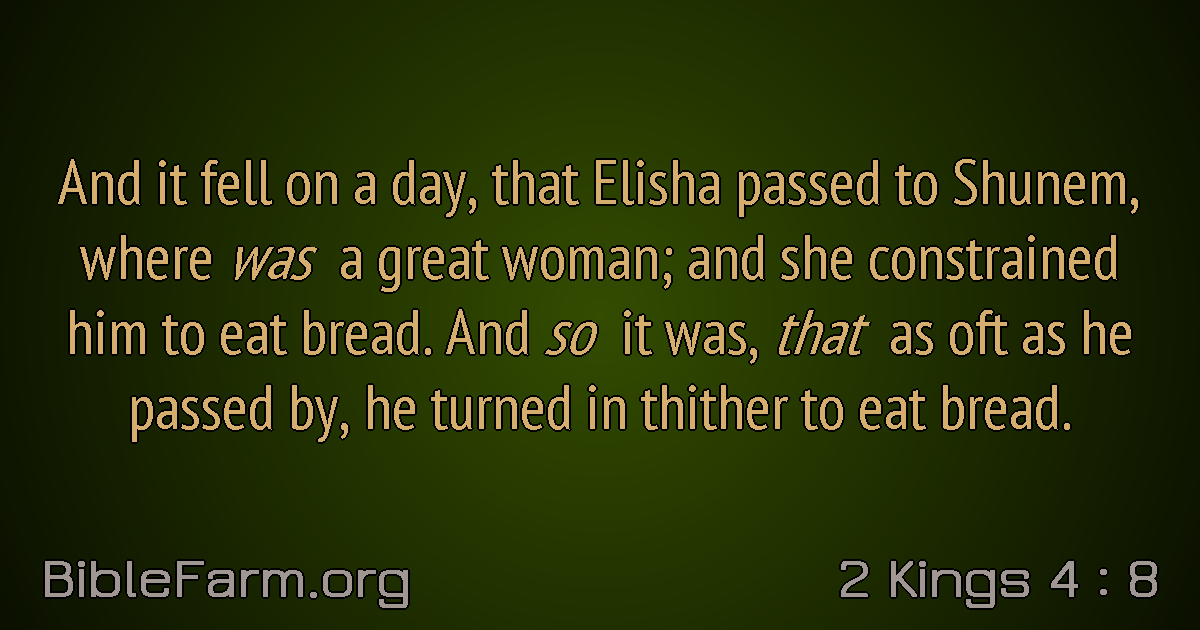 And it fell on a day, that Elisha passed to Shunem,
where was a great woman; and she constrained
him to eat bread. And so it was, that as oft as he
passed by, he turned in thither to eat bread.
BibleFarm.org
2 Kings 4 : 8